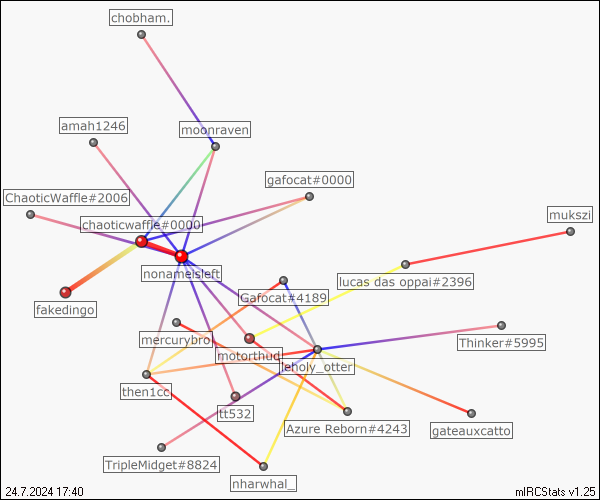 chobham.
amah1246
moonraven
gafocat#0000
ChaoticWaffle#2006
mukszi
chaoticwaffle#0000
nonameisleft
lucas das oppai#2396
Gafocat#4189
fakedingo
mercurybrol
Thinker#5995
motorthud
leholy_otter
then1cc
tt532
Azure Reborn#4243
gateauxcatto
TripleMidget#8824
nharwhal_
24.7.2024 17:40
mIRCStats v1.25